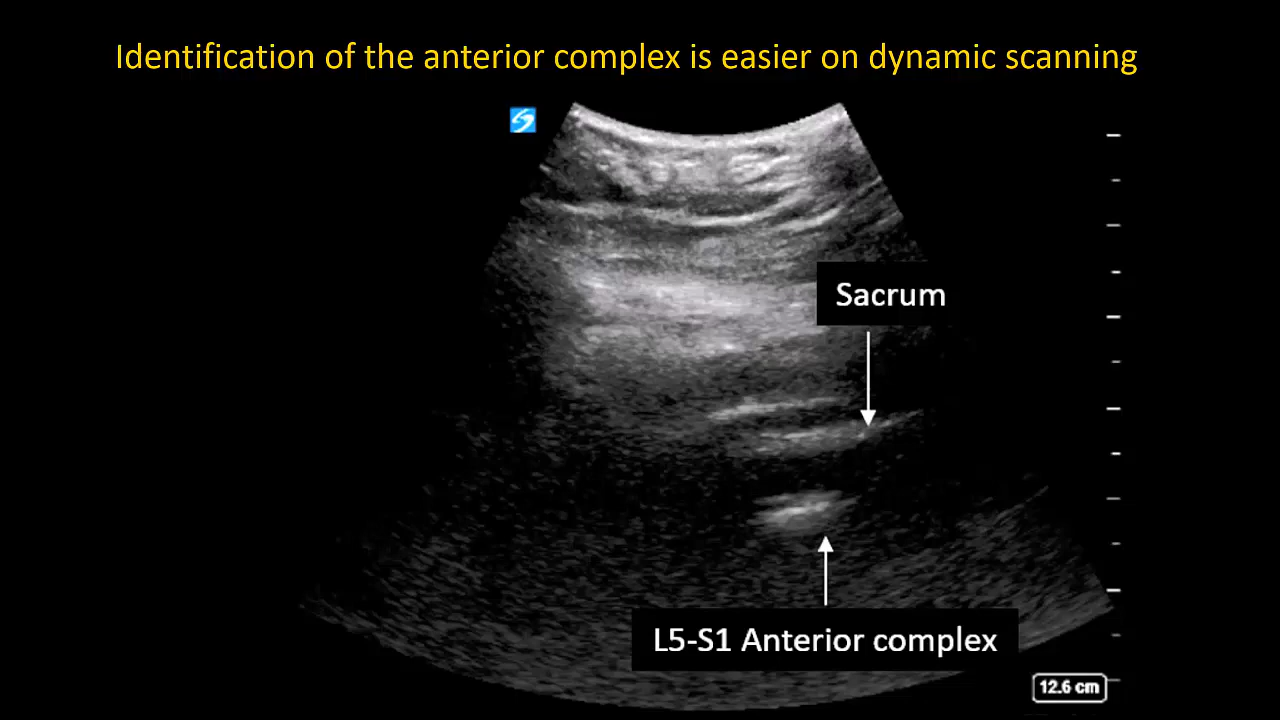 Identification of the anterior complex is easier on dynamic scanning
Sacrum
L5-S1 Anterior complex
12.6 cm